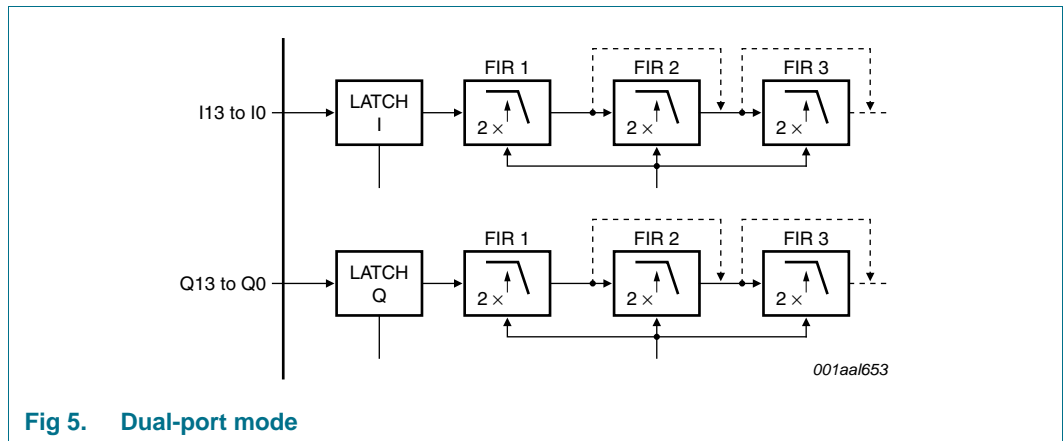 FIR 1 FIR 2 FIR 3
I13 to I0 LATCH I 2 × 2 × 2 ×
FIR 1 FIR 2 FIR 3
Q13 to Q0 LATCH Q 2 × 2 × 2 ×
001aal653
Fig 5. Dual-port mode